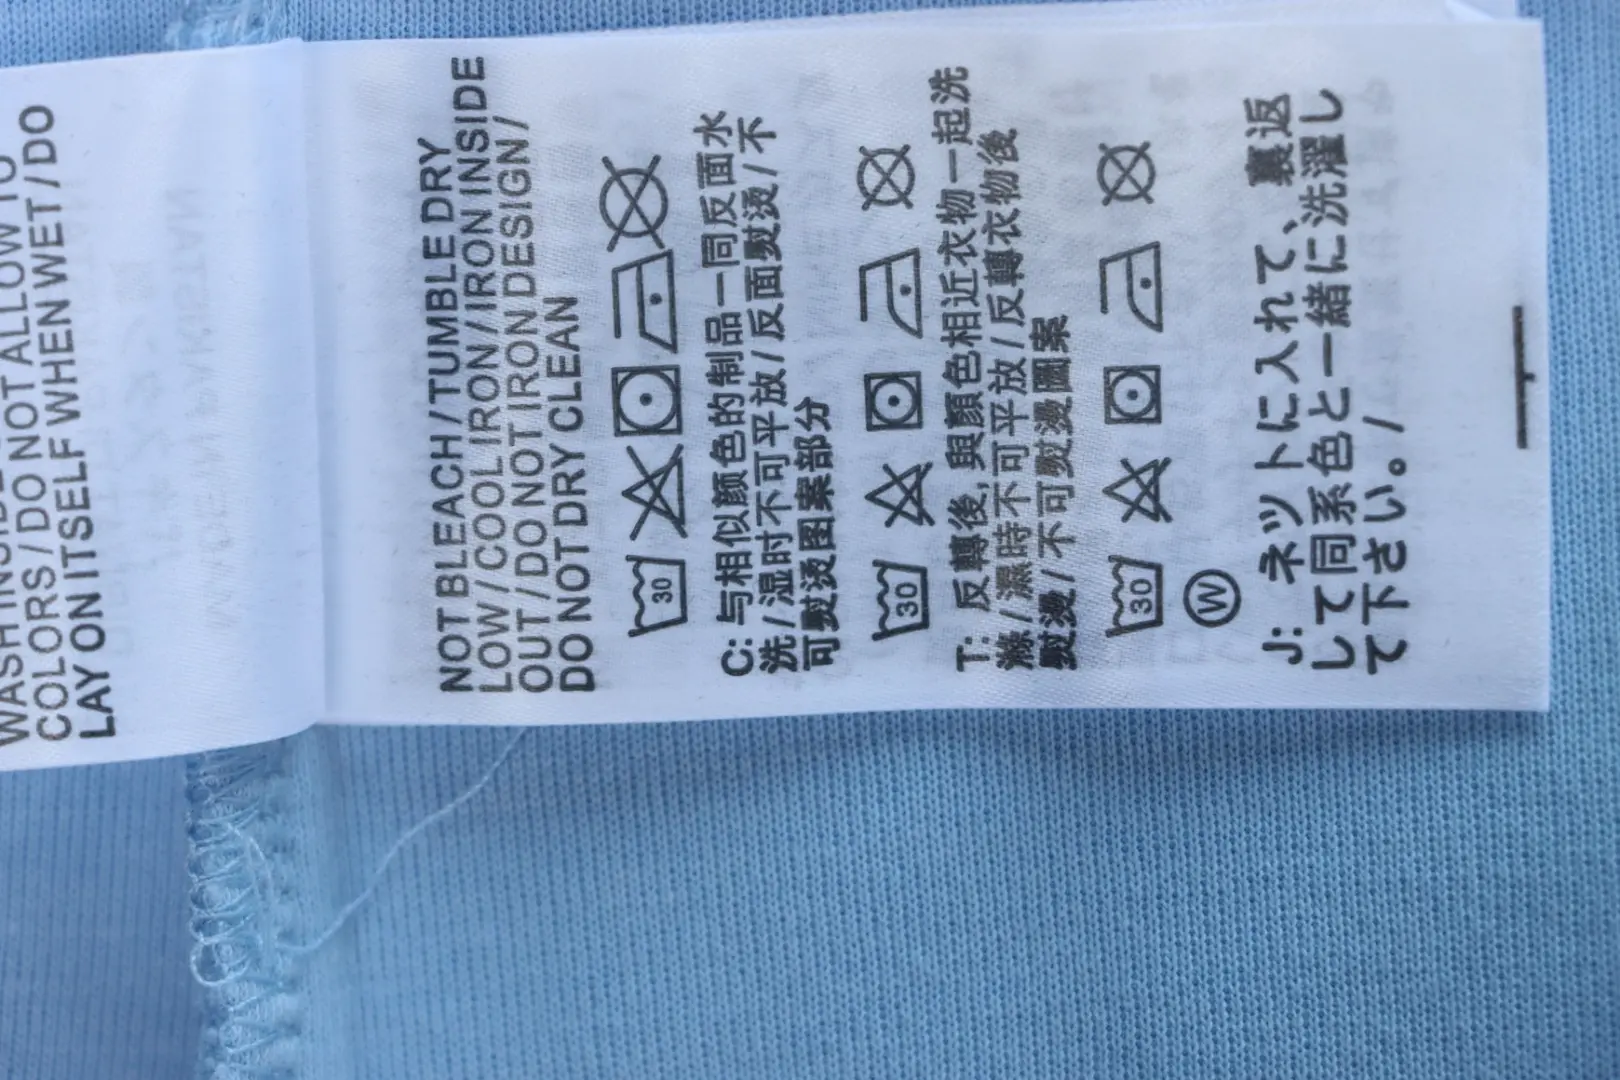 COLORS / DO NOT ALLOW TO
LAY ON ITSELF WHEN WET / DO
NOT BLEACH / TUMBLE DRY
LOW / COOL IRON / IRON INSIDE
OUT / DO NOT IRON DESIGN /
DO NOT DRY CLEAN
30
C: 与相似颜色的制品一同反面水
洗 / 湿时不可平放 / 反面熨烫 / 不
可熨烫图案部分
30
T: 反轉後,與顏色相近衣物一起洗
滌 / 濕時不可平放 / 反轉衣物後
熨燙 / 不可熨燙圖案
30
W
J: ネットに入れて、裏返
して同系色と一緒に洗濯し
て下さい。 /